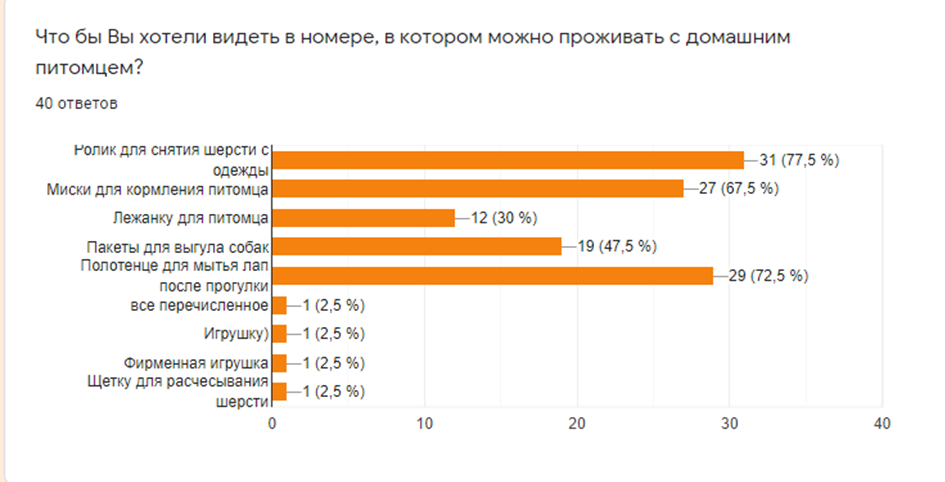 Что бы Вы хотели видеть в номере, в котором можно проживать с домашним
питомцем?
40 ответов
Ролик для снятия шерсти с
одежды
31 (77,5 %)
Миски для кормления питомца
27 (67,5 %)
Лежанку для питомца
12 (30 %)
Пакеты для выгула собак
19 (47,5 %)
Полотенце для мытья лап
после прогулки
29 (72,5 %)
все перечисленное
1 (2,5 %)
Игрушку)
1 (2,5 %)
Фирменная игрушка
1 (2,5 %)
Щетку для расчесывания
шерсти
1 (2,5 %)
0 10 20 30 40